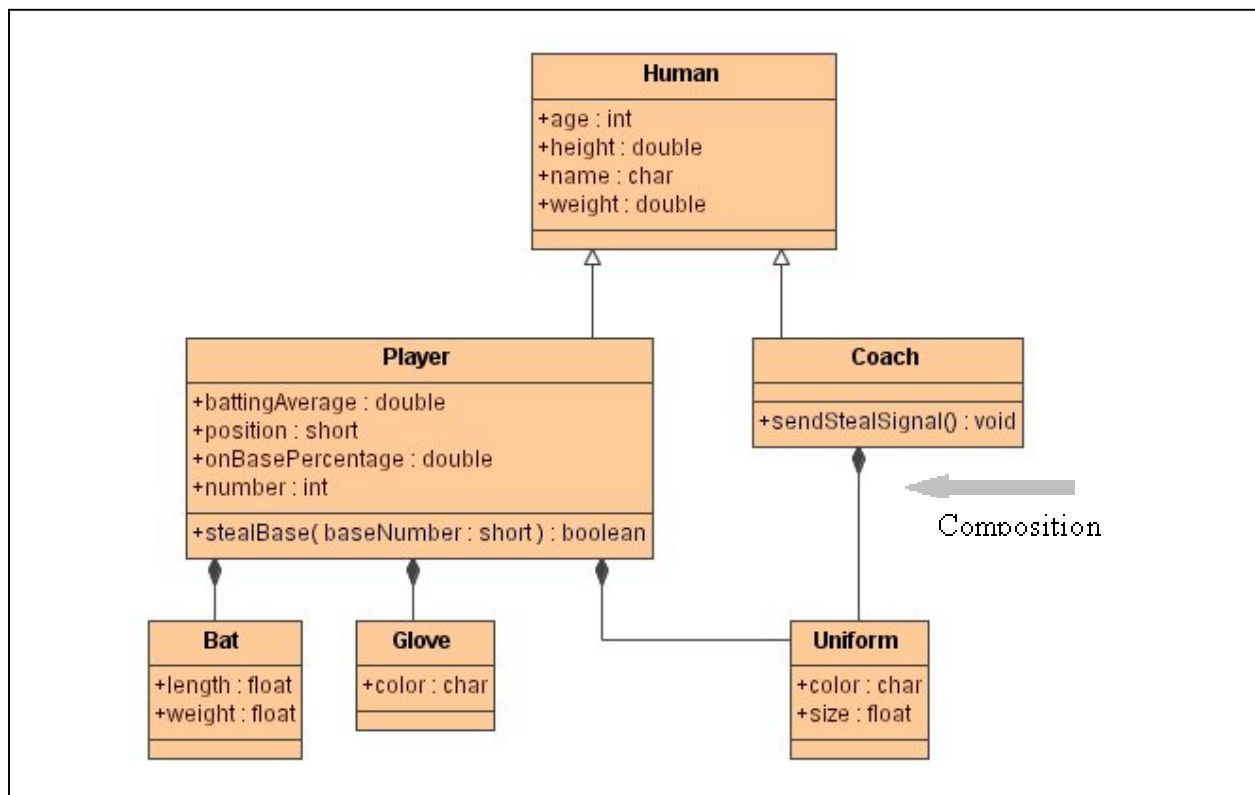 Human
+age : int
+height : double
+name : char
+weight : double
Player
+battingAverage : double
+position : short
+onBasePercentage : double
+number : int
+stealBase( baseNumber : short ) : boolean
Coach
+sendStealSignal() : void
Composition
Bat
+length : float
+weight : float
Glove
+color : char
Uniform
+color : char
+size : float